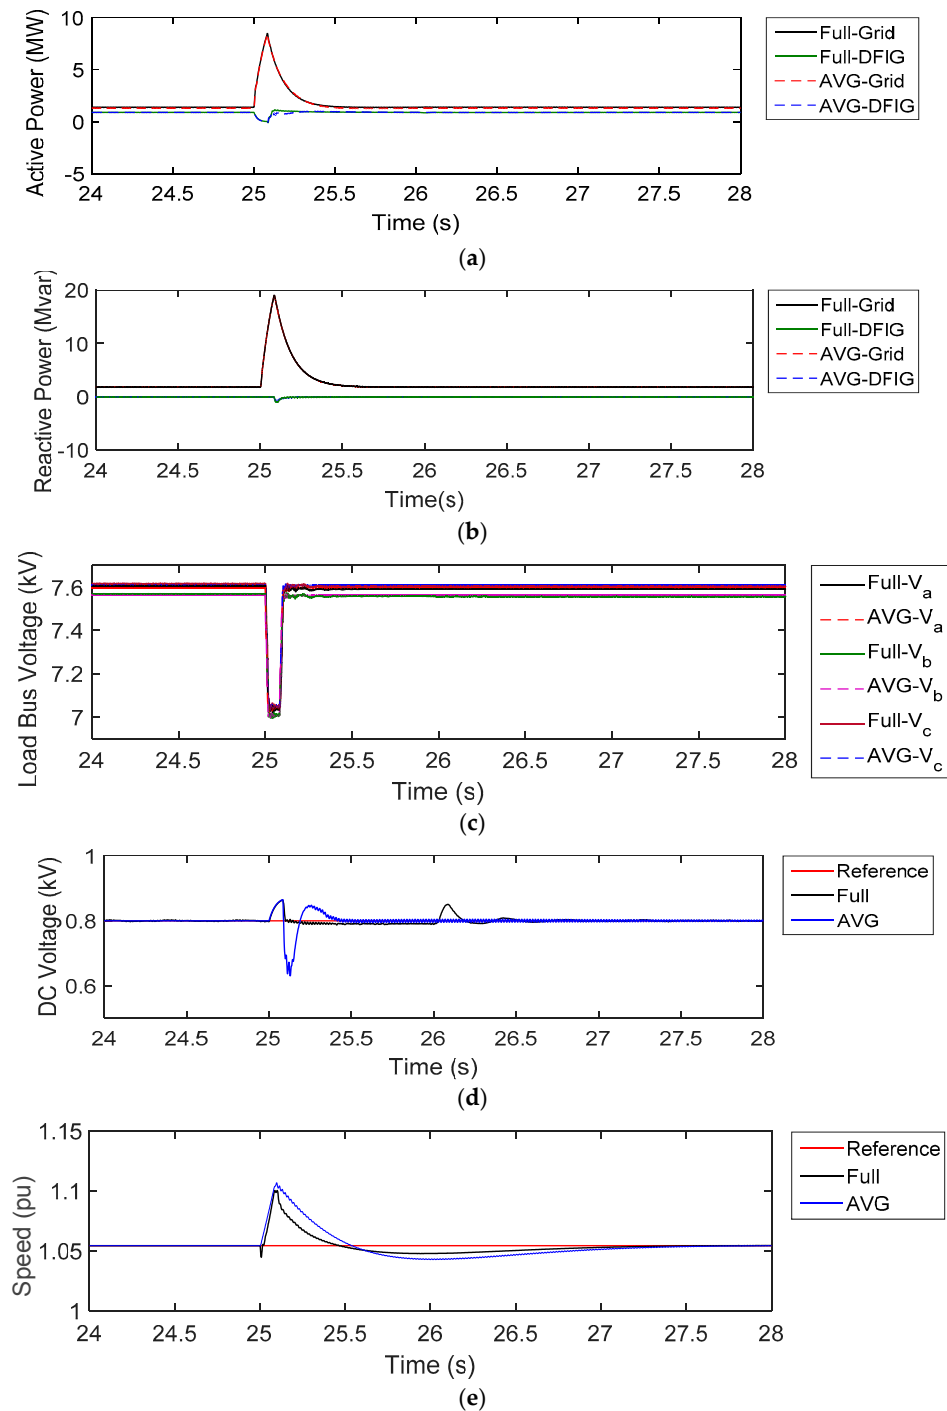 Active Power (MW)
10
5
0
-5
24 24.5 25 25.5 26 26.5 27 27.5 28
Time (s)
Full-Grid
Full-DFIG
AVG-Grid
AVG-DFIG
(a)
Reactive Power (Mvar)
20
10
0
-10
24 24.5 25 25.5 26 26.5 27 27.5 28
Time(s)
Full-Grid
Full-DFIG
AVG-Grid
AVG-DFIG
(b)
Load Bus Voltage (kV)
7.6
7.4
7.2
7
24 24.5 25 25.5 26 26.5 27 27.5 28
Time (s)
Full-Va
AVG-Va
Full-Vb
AVG-Vb
Full-Vc
AVG-Vc
(c)
DC Voltage (kV)
1
0.8
0.6
24 24.5 25 25.5 26 26.5 27 27.5 28
Time (s)
Reference
Full
AVG
(d)
Speed (pu)
1.15
1.1
1.05
1
24 24.5 25 25.5 26 26.5 27 27.5 28
Time (s)
Reference
Full
AVG
(e)